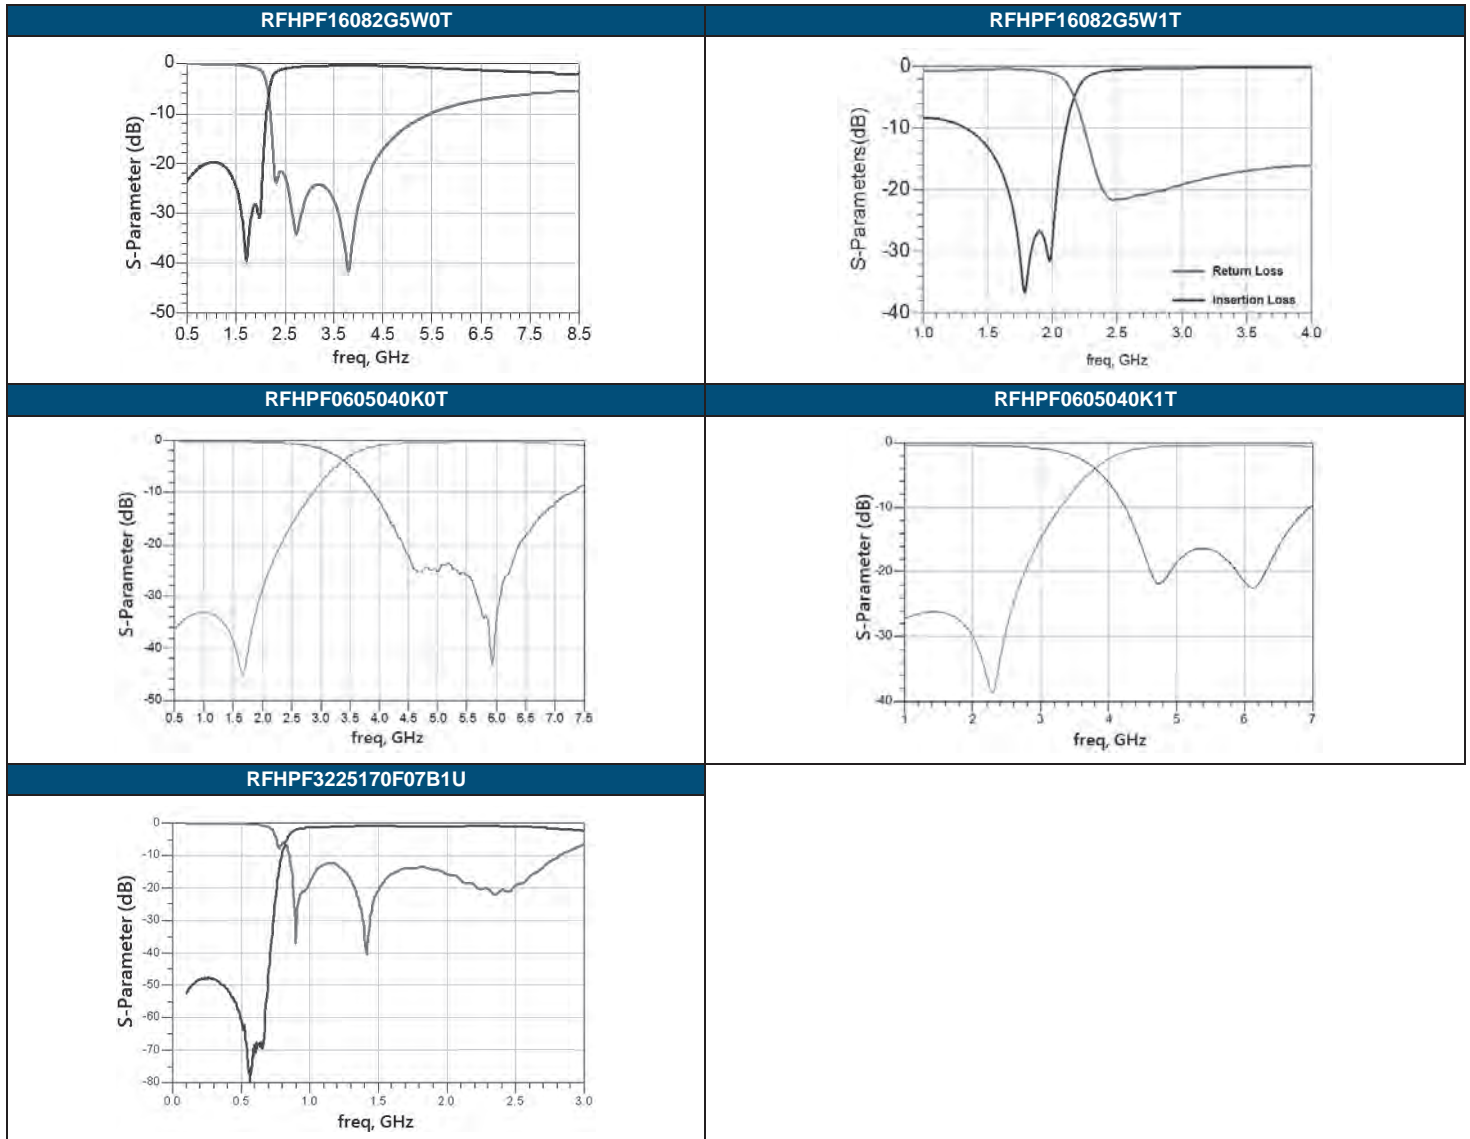 RFHPF16082G5W0T
RFHPF16082G5W1T
S-Parameter (dB)
0
-10
-20
-30
-40
-50
0.5 1.5 2.5 3.5 4.5 5.5 6.5 7.5 8.5
freq, GHz
S-Parameters(dB)
0
-10
-20
-30
-40
Return Loss
Insertion Loss
1.0 1.5 2.0 2.5 3.0 3.5 4.0
freq, GHz
RFHPF0605040K0T
RFHPF0605040K1T
S-Parameter (dB)
0
-10
-20
-30
-40
-50
0.5 1.0 1.5 2.0 2.5 3.0 3.5 4.0 4.5 5.0 5.5 6.0 6.5 7.0 7.5
freq, GHz
S-Parameter (dB)
0
-10
-20
-30
-40
1 2 3 4 5 6 7
freq, GHz
RFHPF3225170F07B1U
S-Parameter (dB)
0
-10
-20
-30
-40
-50
-60
-70
-80
0.0 0.5 1.0 1.5 2.0 2.5 3.0
freq, GHz